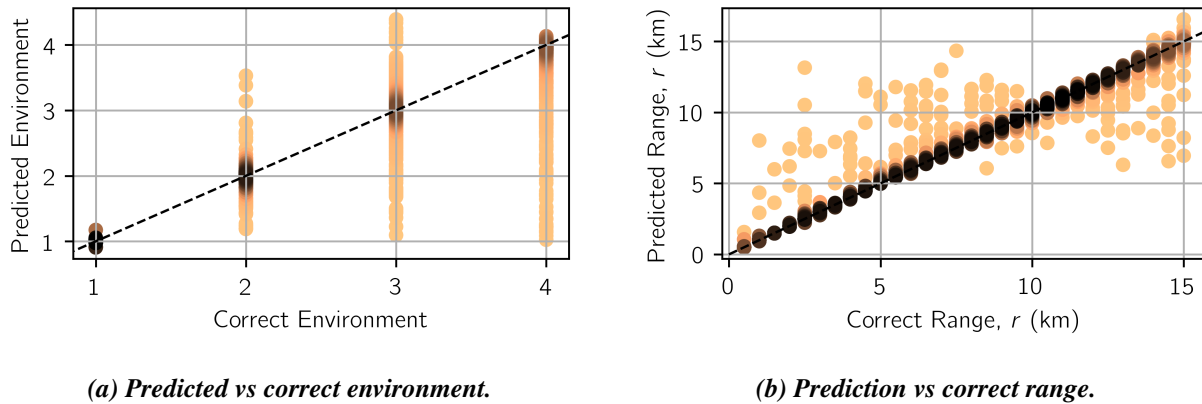 4
3
2
1
Predicted Environment
1 2 3 4
Correct Environment
(a) Predicted vs correct environment.
15
10
5
0
Predicted Range, r (km)
0 5 10 15
Correct Range, r (km)
(b) Prediction vs correct range.